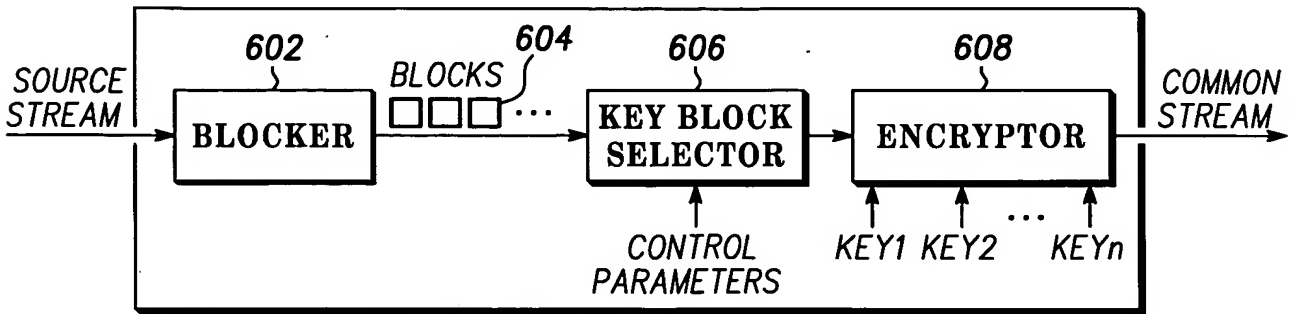 602
604
606
608
SOURCE
STREAM
BLOCKS
...
COMMON
STREAM
BLOCKER
KEY BLOCK
SELECTOR
ENCRYPTOR
CONTROL
PARAMETERS
KEY1 KEY2 ... KEYn